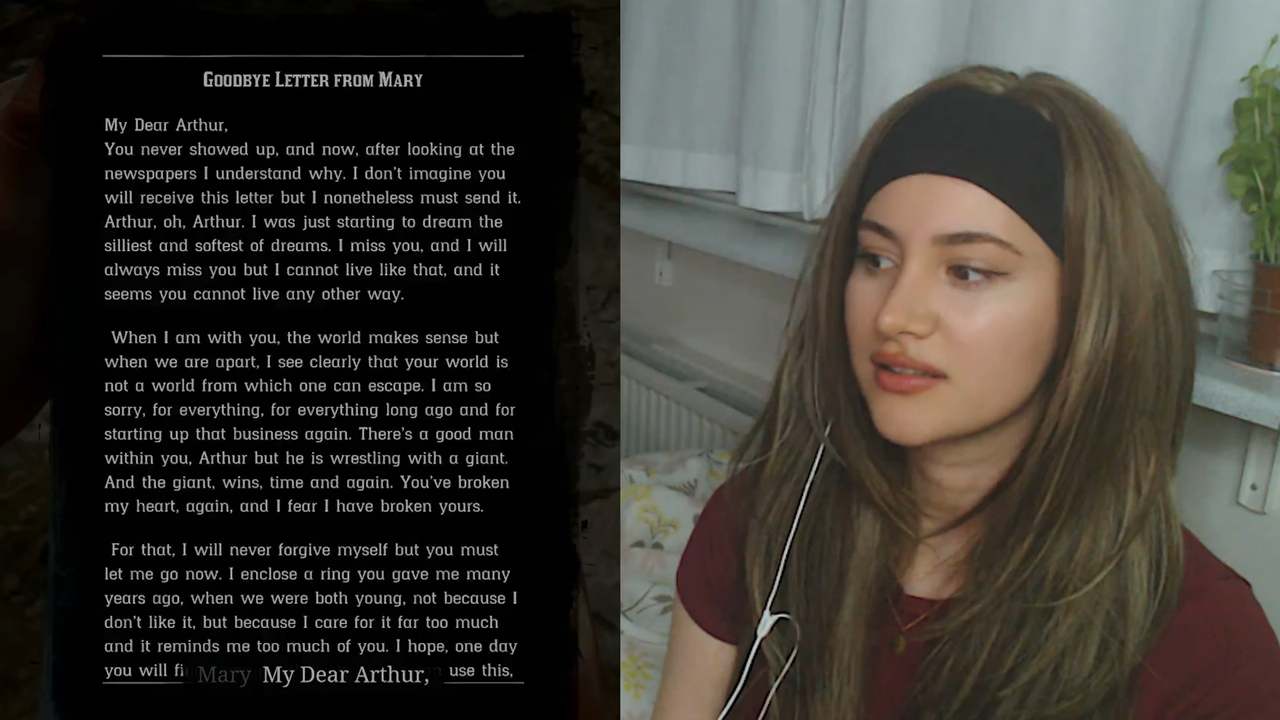 Goodbye Letter from Mary
My Dear Arthur,
You never showed up, and now, after looking at the
newspapers I understand why. I don't imagine you
will receive this letter but I nonetheless must send it.
Arthur, oh, Arthur. I was just starting to dream the
silliest and softest of dreams. I miss you, and I will
always miss you but I cannot live like that, and it
seems you cannot live any other way.
When I am with you, the world makes sense but
when we are apart, I see clearly that your world is
not a world from which one can escape. I am so
sorry, for everything, for everything long ago and for
starting up that business again. There's a good man
within you, Arthur but he is wrestling with a giant.
And the giant, wins, time and again. You've broken
my heart, again, and I fear I have broken yours.
For that, I will never forgive myself but you must
let me go now. I enclose a ring you gave me many
years ago, when we were both young, not because I
don't like it, but because I care for it far too much
and it reminds me too much of you. I hope, one day
you will use this,
Mary My Dear Arthur,